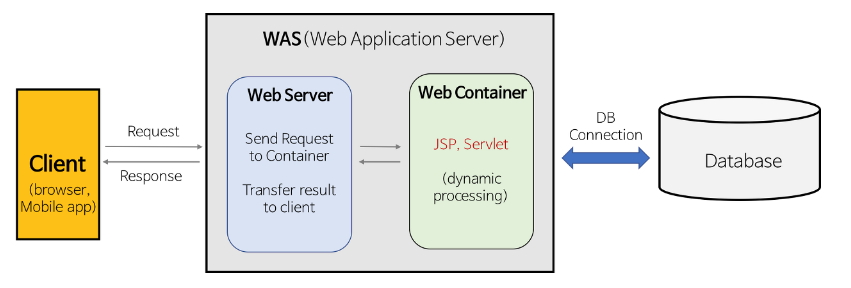 WAS(Web Application Server)
Client
(browser,
Mobile app)
Request
Response
Web Server
Send Request
to Container
Transfer result
to client
Web Container
JSP, Servlet
(dynamic
processing)
DB
Connection
Database